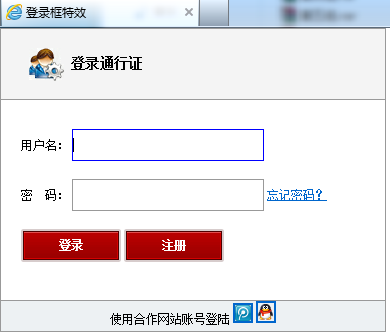 登录框特效
登录通行证
用户名：
密　码： 忘记密码？
登录 注册
使用合作网站账号登陆